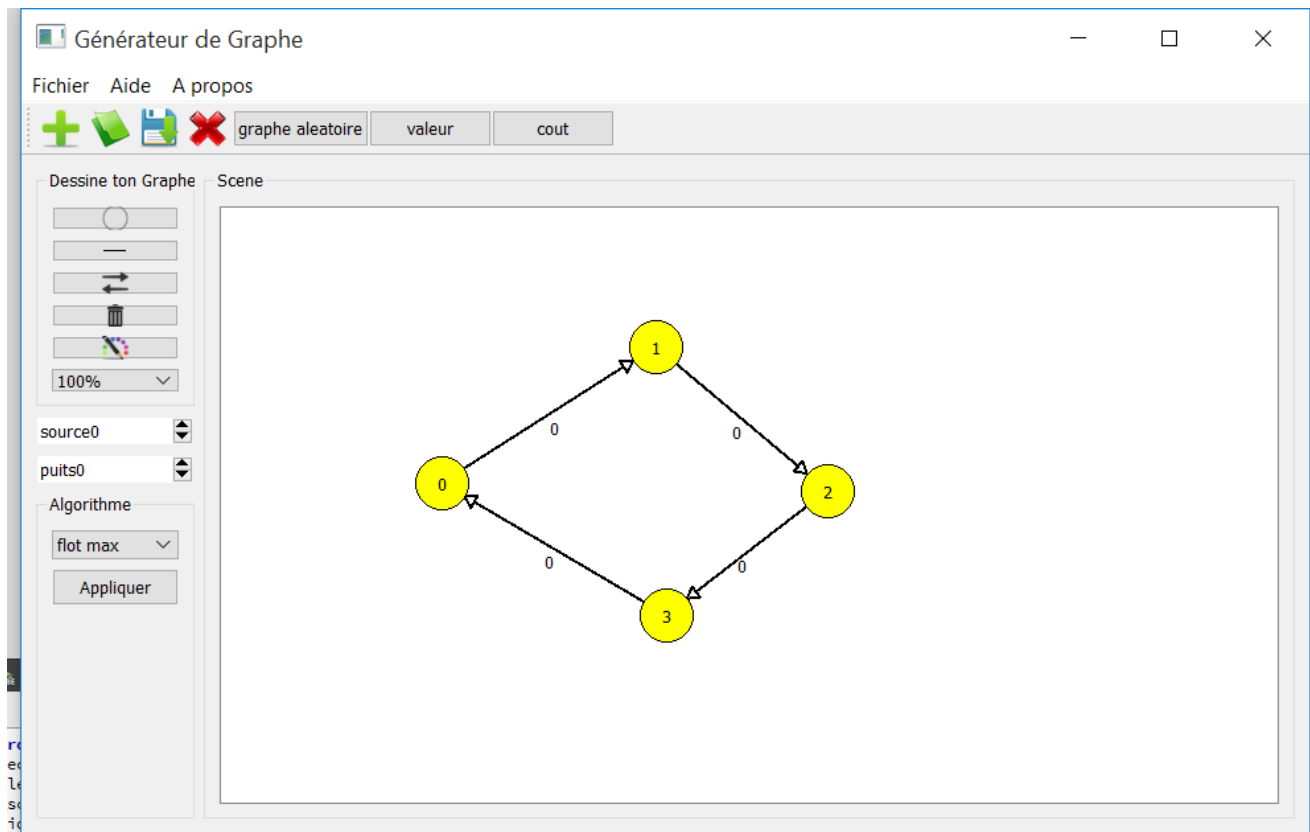 Générateur de Graphe
Fichier Aide A propos
graphe aleatoire valeur cout
Dessine ton Graphe
Scene
100%
source0
puits0
Algorithme
flot max
Appliquer
1
0 0
0 2
0 0
3